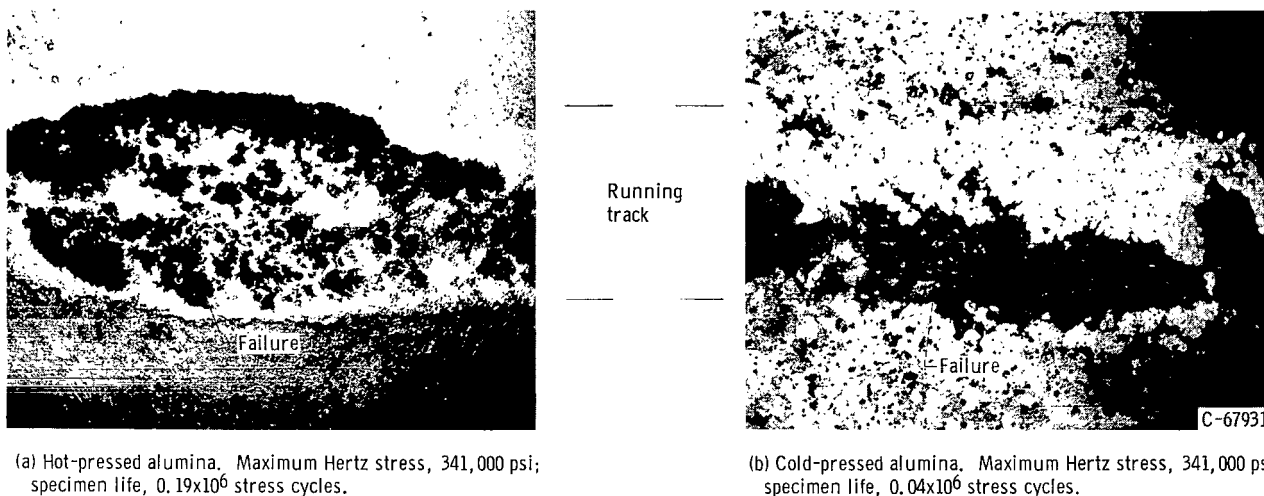 Running
track
Failure
Failure
C-67931
(a) Hot-pressed alumina. Maximum Hertz stress, 341,000 psi;
specimen life, 0.19x10⁶ stress cycles.
(b) Cold-pressed alumina. Maximum Hertz stress, 341,000 ps
specimen life, 0.04x10⁶ stress cycles.